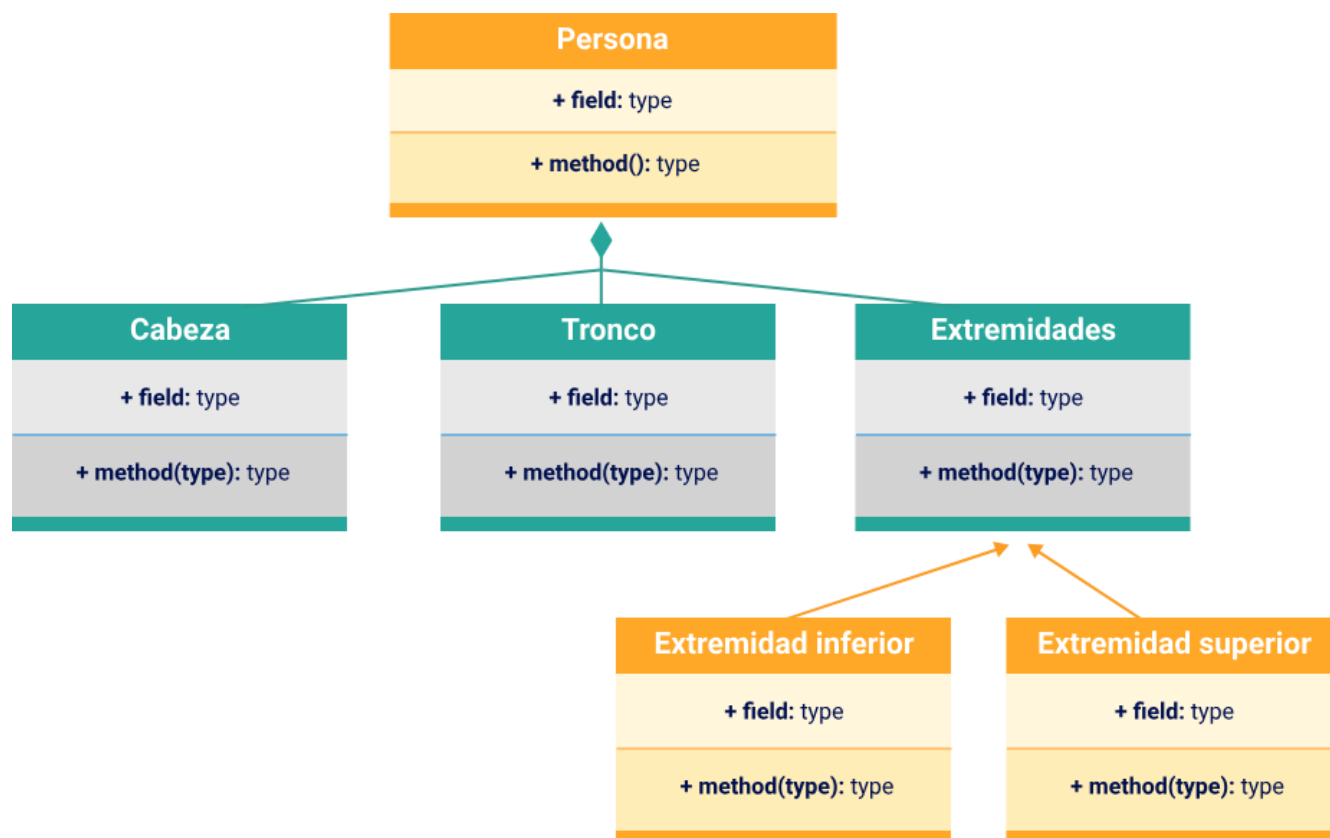 Persona
+ field: type
+ method(): type
Cabeza
+ field: type
+ method(type): type
Tronco
+ field: type
+ method(type): type
Extremidades
+ field: type
+ method(type): type
Extremidad inferior
+ field: type
+ method(type): type
Extremidad superior
+ field: type
+ method(type): type